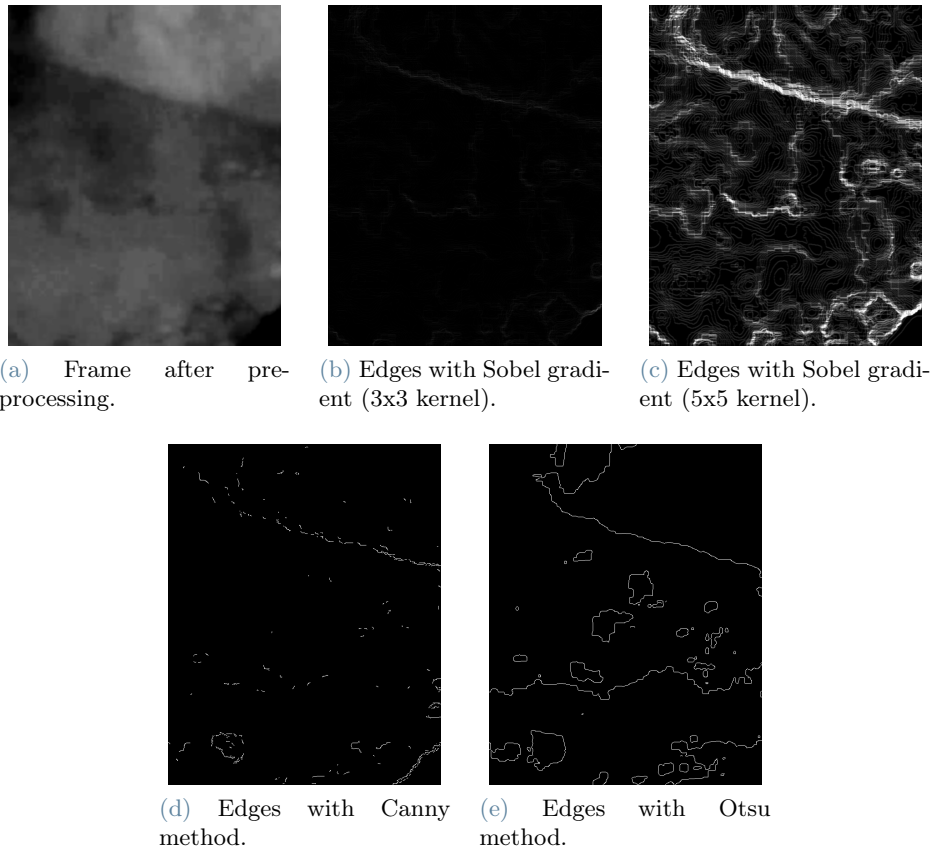 (a) Frame after pre-
processing.
(b) Edges with Sobel gradi-
ent (3x3 kernel).
(c) Edges with Sobel gradi-
ent (5x5 kernel).
(d) Edges with Canny
method.
(e) Edges with Otsu
method.